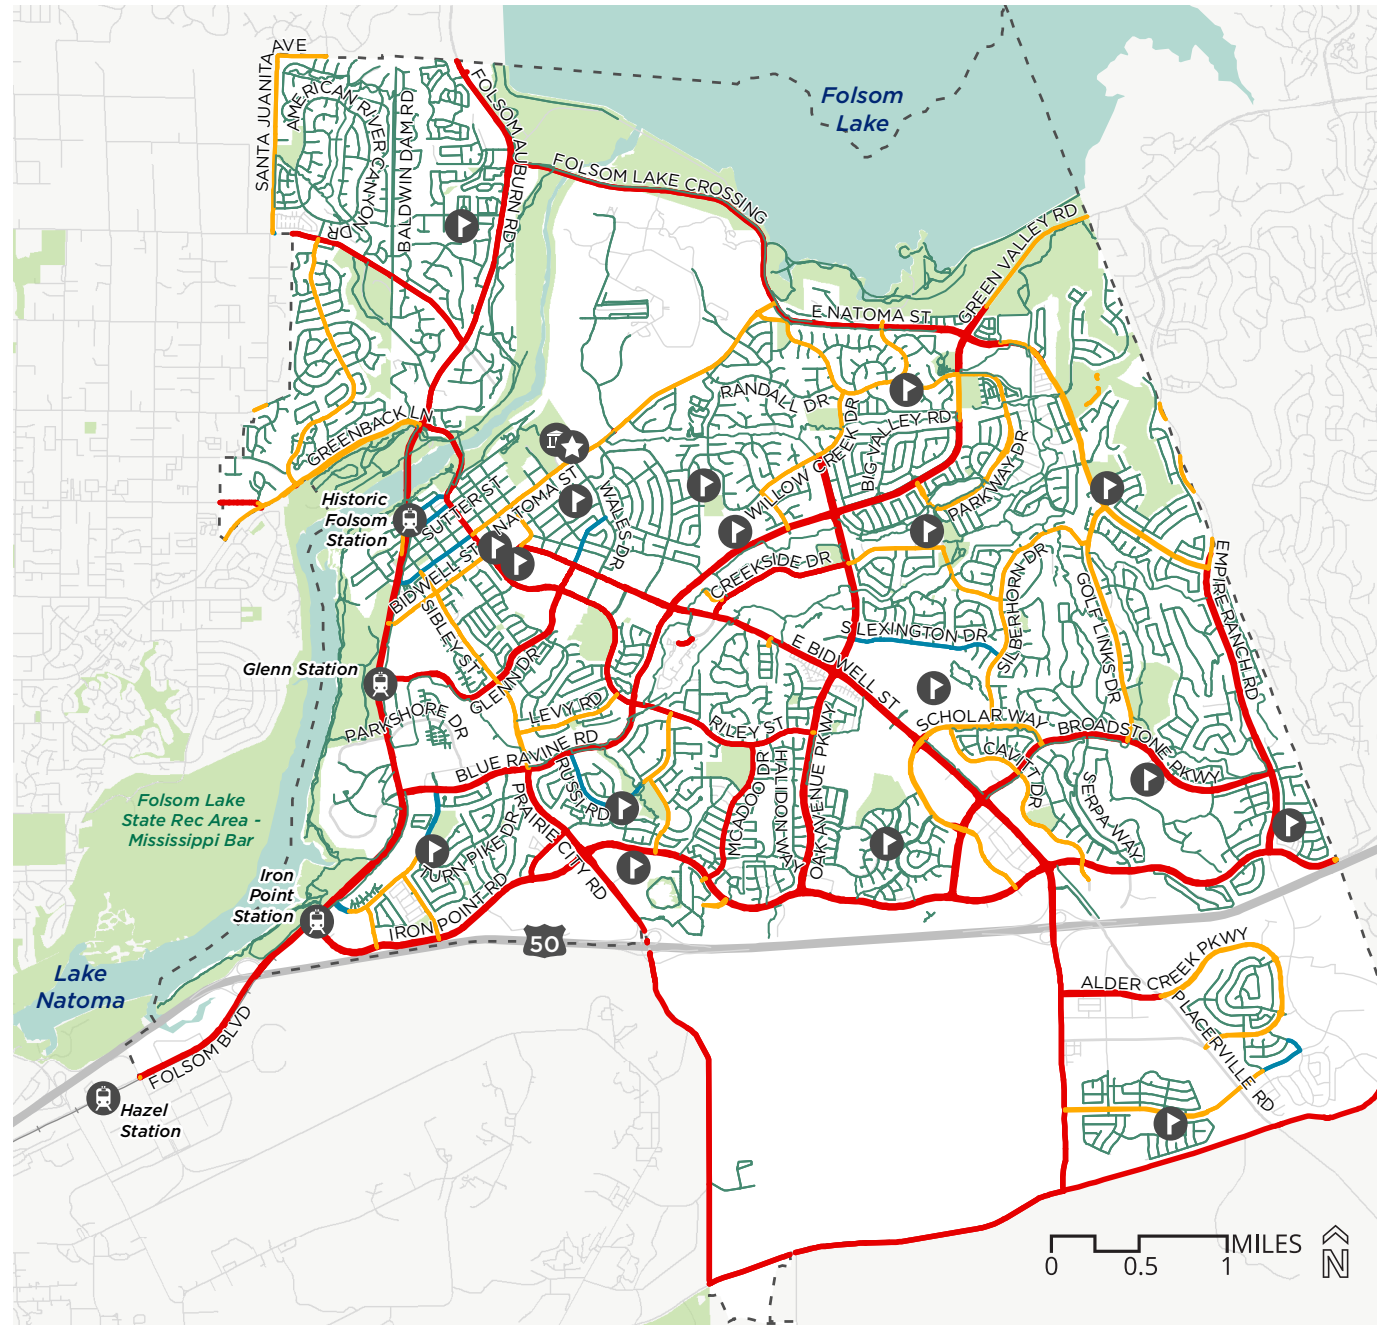 AVE
SANTA JUANITA
AMERICAN RIVER CANYON
DR
BALDWIN DAM RD
FOLSOM AUBURN RD
FOLSOM LAKE CROSSING
Folsom
Lake
GREEN VALLEY RD
E NATOMA ST
RANDALL DR
WILLOW CREEK DR
BIG VALLEY RD
PARKWAY DR
GREENBACK LN
Historic
Folsom
Station
SUTTER ST
NATOMA ST
WALES DR
BIDWELL ST
SIBLEY ST
CREEKSIDE DR
EMPIRE RANCH RD
SILBERHORN DR
GOLF LINKS DR
S LEXINGTON DR
E BIDWELL ST
Glenn Station
GLENN DR
PARKSHORE DR
LEVY RD
RILEY ST
OAK AVENUE PKWY
SCHOLAR WAY
BROADSTONE PKWY
CAVITT DR
SERPA WAY
BLUE RAVINE RD
RUSSI RD
PRAIRIE CITY RD
MCADOO DR
HALIDON WAY
TURN PIKE DR
IRON POINT RD
Folsom Lake
State Rec Area -
Mississippi Bar
Iron
Point
Station
50
Lake
Natoma
FOLSOM BLVD
Hazel
Station
ALDER CREEK PKWY
PLACERVILLE RD
MILES
0 0.5 1
N